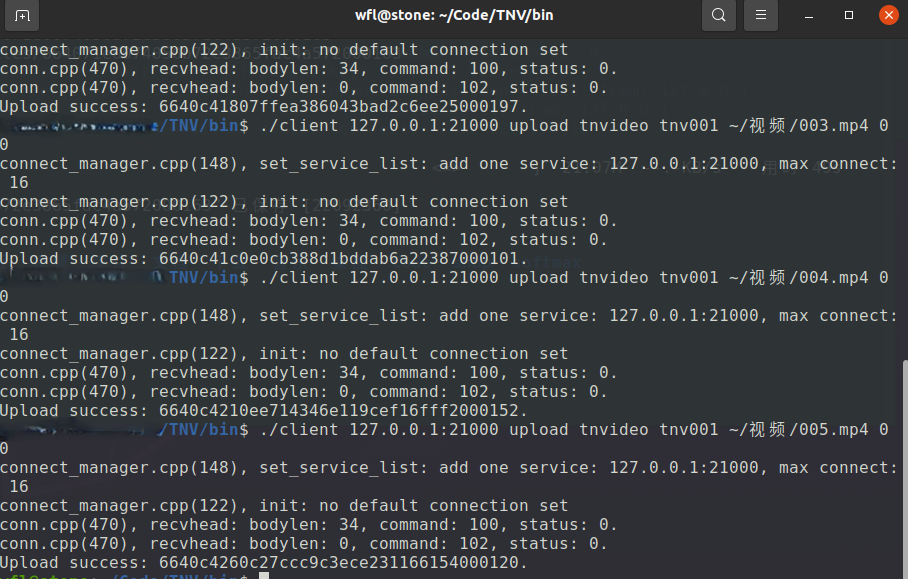 wfl@stone: ~/Code/TNV/bin
connect_manager.cpp(122), init: no default connection set
conn.cpp(470), recvhead: bodylen: 34, command: 100, status: 0.
conn.cpp(470), recvhead: bodylen: 0, command: 102, status: 0.
Upload success: 6640c41807ffea386043bad2c6ee25000197.
/TNV/bin$ ./client 127.0.0.1:21000 upload tnvideo tnv001 ~/视频/003.mp4 0
0
connect_manager.cpp(148), set_service_list: add one service: 127.0.0.1:21000, max connect:
16
connect_manager.cpp(122), init: no default connection set
conn.cpp(470), recvhead: bodylen: 34, command: 100, status: 0.
conn.cpp(470), recvhead: bodylen: 0, command: 102, status: 0.
Upload success: 6640c41c0e0cb388d1bddab6a22387000101.
TNV/bin$ ./client 127.0.0.1:21000 upload tnvideo tnv001 ~/视频/004.mp4 0
0
connect_manager.cpp(148), set_service_list: add one service: 127.0.0.1:21000, max connect:
16
connect_manager.cpp(122), init: no default connection set
conn.cpp(470), recvhead: bodylen: 34, command: 100, status: 0.
conn.cpp(470), recvhead: bodylen: 0, command: 102, status: 0.
Upload success: 6640c4210ee714346e119cef16fff2000152.
/TNV/bin$ ./client 127.0.0.1:21000 upload tnvideo tnv001 ~/视频/005.mp4 0
0
connect_manager.cpp(148), set_service_list: add one service: 127.0.0.1:21000, max connect:
16
connect_manager.cpp(122), init: no default connection set
conn.cpp(470), recvhead: bodylen: 34, command: 100, status: 0.
conn.cpp(470), recvhead: bodylen: 0, command: 102, status: 0.
Upload success: 6640c4260c27ccc9c3ece231166154000120.
wfl@stone: ~/Code/TNV/bin$